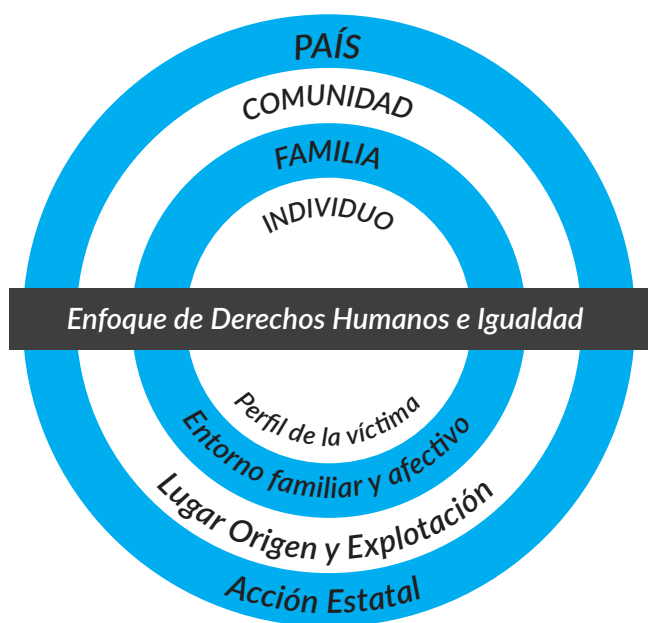 PAÍS
COMUNIDAD
FAMILIA
INDIVIDUO
Enfoque de Derechos Humanos e Igualdad
Perfil de la víctima
Entorno familiar y afectivo
Lugar Origen y Explotación
Acción Estatal